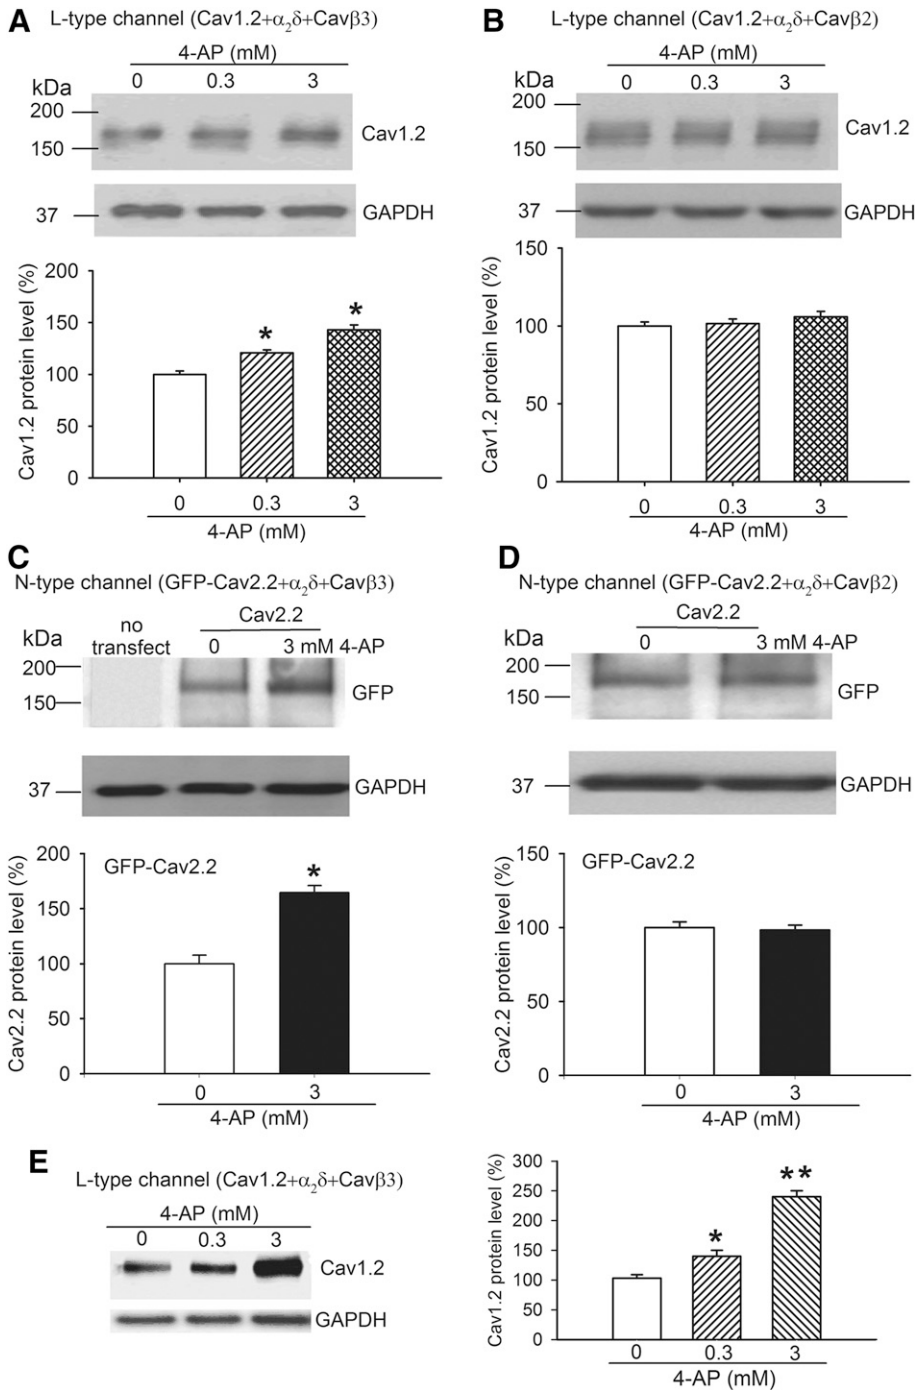 A
L-type channel (Cav1.2+α₂δ+Cavβ3)
4-AP (mM)
kDa
0 0.3 3
200
150
Cav1.2
37
GAPDH
Cav1.2 protein level (%)
200
150
100
50
0
* *
0 0.3 3
4-AP (mM)
B
L-type channel (Cav1.2+α₂δ+Cavβ2)
4-AP (mM)
kDa
0 0.3 3
200
150
Cav1.2
37
GAPDH
Cav1.2 protein level (%)
150
100
50
0
0 0.3 3
4-AP (mM)
C
N-type channel (GFP-Cav2.2+α₂δ+Cavβ3)
Cav2.2
no
transfect
kDa
0 3 mM 4-AP
200
150
GFP
37
GAPDH
Cav2.2 protein level (%)
200
150
100
50
0
GFP-Cav2.2
*
0 3
4-AP (mM)
D
N-type channel (GFP-Cav2.2+α₂δ+Cavβ2)
Cav2.2
kDa
0 3 mM 4-AP
200
150
GFP
37
GAPDH
Cav2.2 protein level (%)
150
100
50
0
GFP-Cav2.2
0 3
4-AP (mM)
E
L-type channel (Cav1.2+α₂δ+Cavβ3)
4-AP (mM)
0 0.3 3
Cav1.2
GAPDH
Cav1.2 protein level (%)
300
250
200
150
100
50
0
* **
0 0.3 3
4-AP (mM)